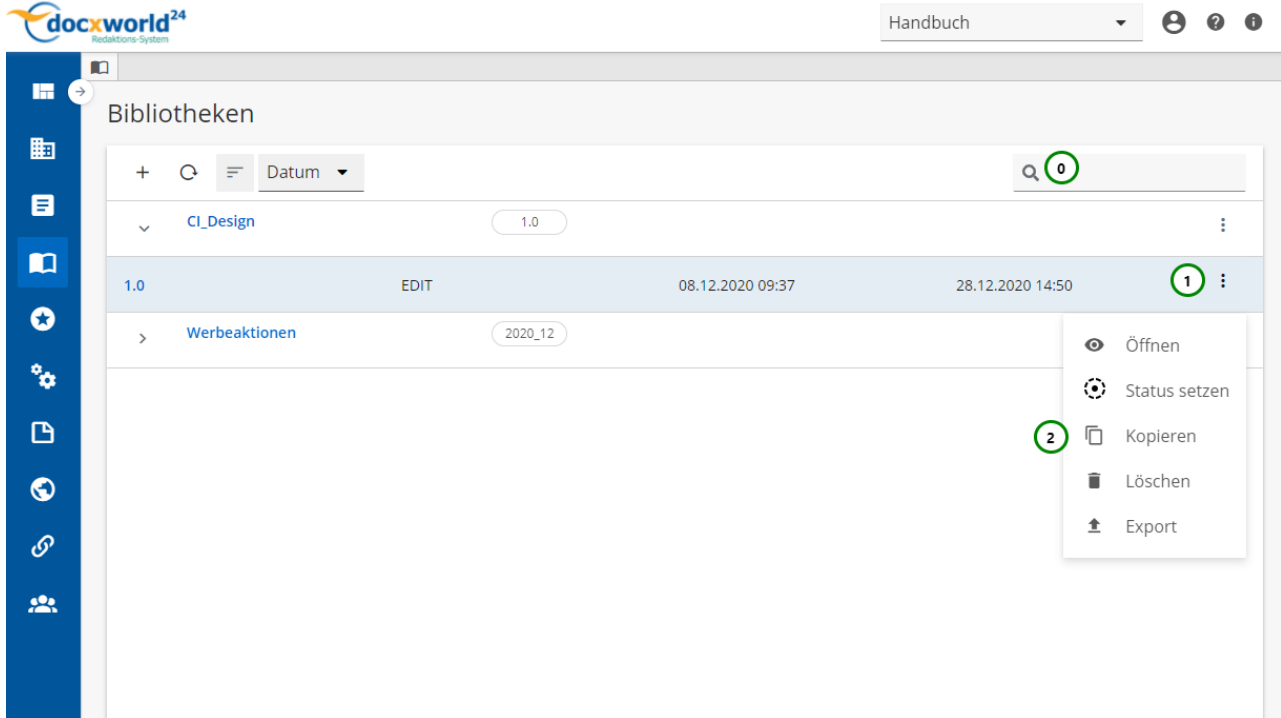 docxworld24
Redaktions-System
Handbuch
Bibliotheken
Datum
0
CI_Design 1.0
1.0 EDIT 08.12.2020 09:37 28.12.2020 14:50 1
Werbeaktionen 2020_12
Öffnen
Status setzen
2 Kopieren
Löschen
Export